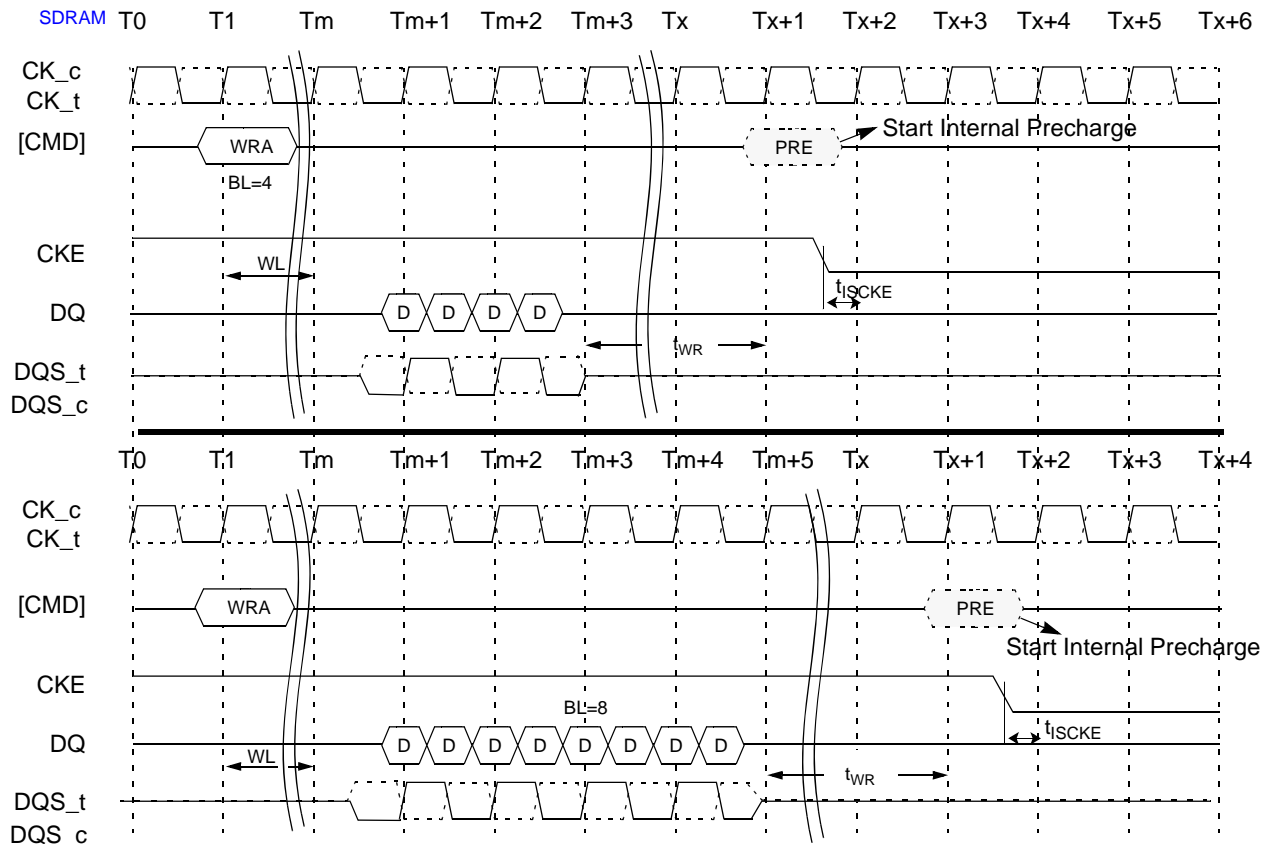 SDRAM T0 T1 Tm Tm+1 Tm+2 Tm+3 Tx Tx+1 Tx+2 Tx+3 Tx+4 Tx+5 Tx+6
CK_c
CK_t
[CMD] WRA PRE Start Internal Precharge
BL=4
CKE
WL
tISCKE
DQ D D D D
tWR
DQS_t
DQS_c
T0 T1 Tm Tm+1 Tm+2 Tm+3 Tm+4 Tm+5 Tx Tx+1 Tx+2 Tx+3 Tx+4
CK_c
CK_t
[CMD] WRA PRE
Start Internal Precharge
CKE
BL=8
DQ D D D D D D D D
tISCKE
WL
tWR
DQS_t
DQS_c